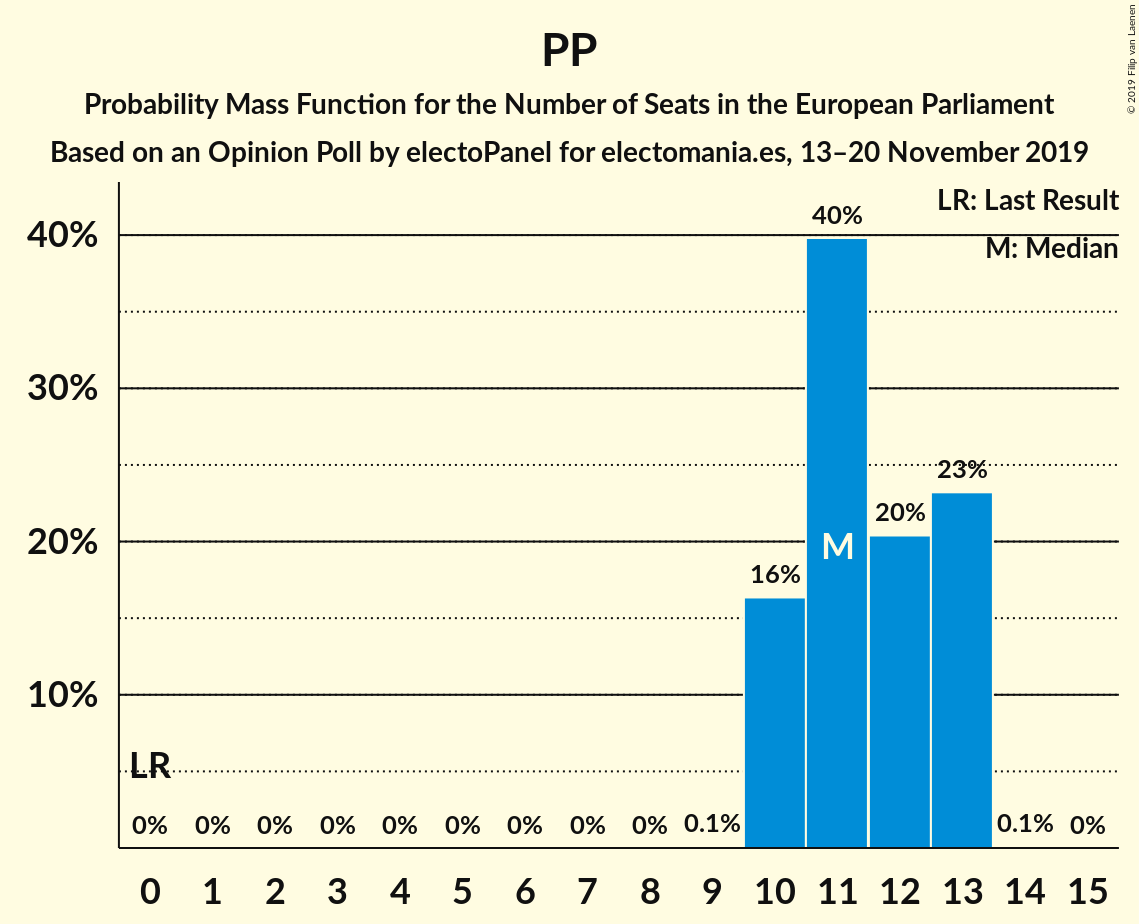 PP
Probability Mass Function for the Number of Seats in the European Parliament
Based on an Opinion Poll by electoPanel for electomania.es, 13–20 November 2019
© 2019 Filip van Laenen
LR: Last Result
M: Median
40%
30%
20%
10%
40%
23%
20%
16%
M
LR
0% 0% 0% 0% 0% 0% 0% 0% 0% 0.1% 0.1% 0%
0 1 2 3 4 5 6 7 8 9 10 11 12 13 14 15